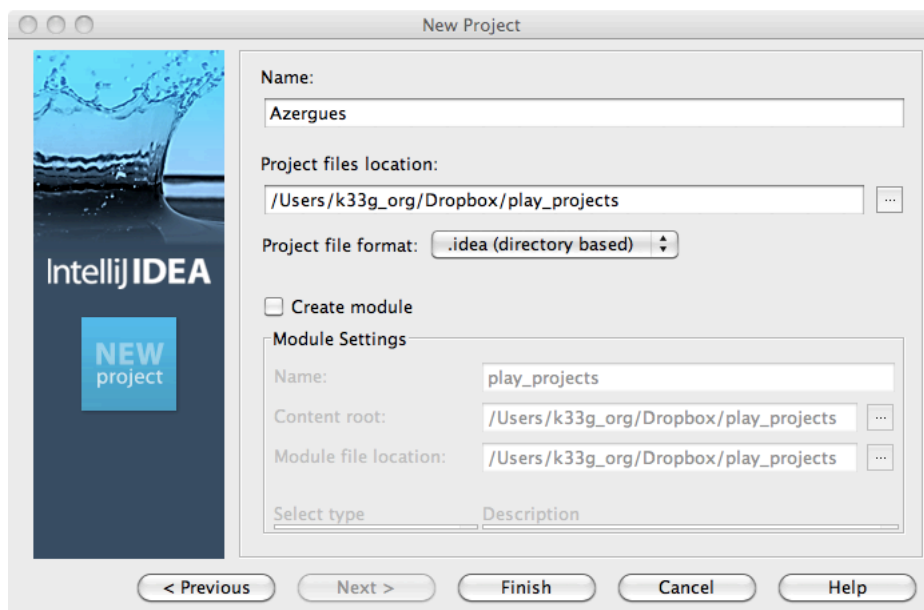 New Project
IntelliJ IDEA
NEW
project
Name:
Azergues
Project files location:
/Users/k33g_org/Dropbox/play_projects ...
Project file format: .idea (directory based)
Create module
Module Settings
Name: play_projects
Content root: /Users/k33g_org/Dropbox/play_projects ...
Module file location: /Users/k33g_org/Dropbox/play_projects ...
Select type Description
< Previous Next > Finish Cancel Help